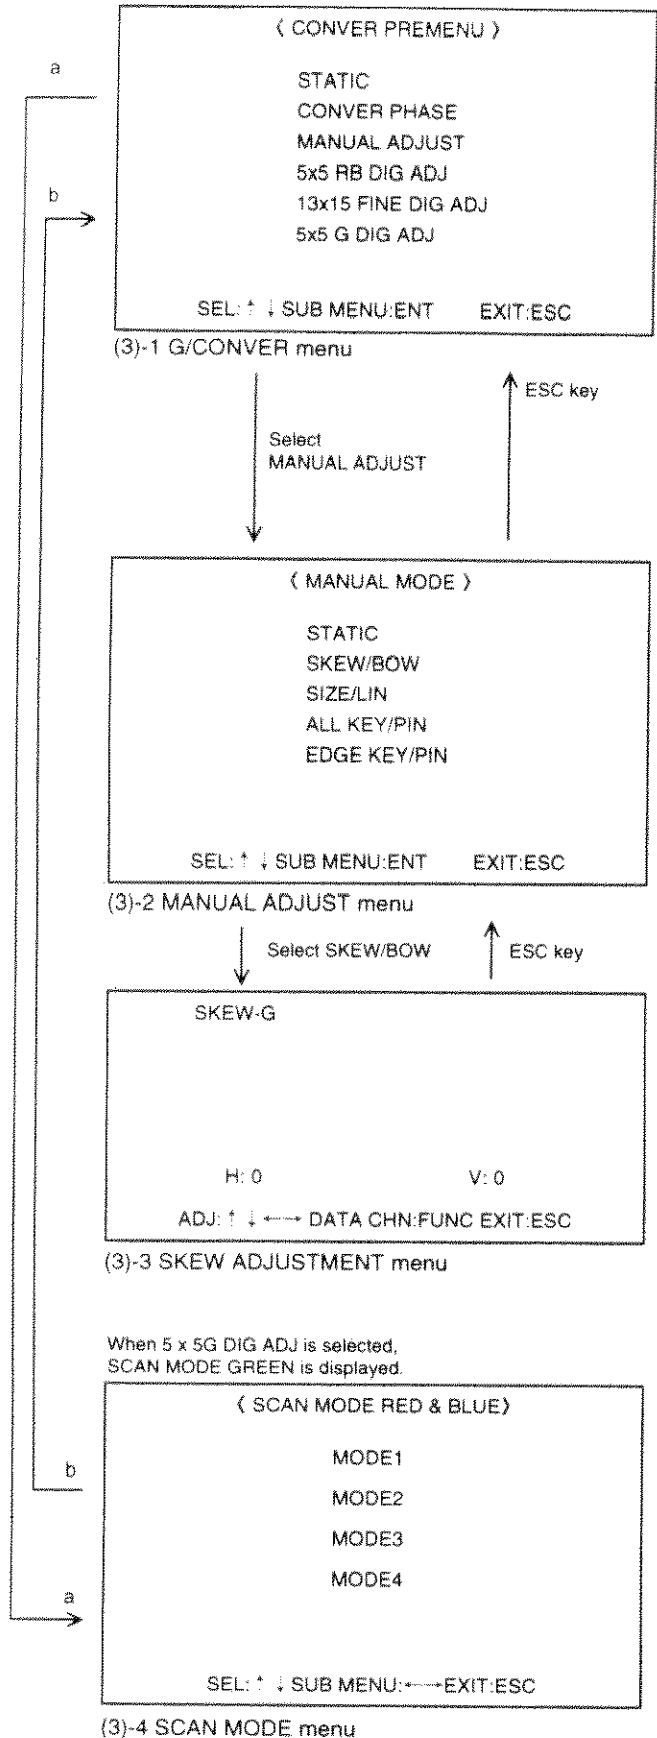 〈 CONVER PREMENU 〉
a
STATIC
CONVER PHASE
MANUAL ADJUST
5x5 RB DIG ADJ
b
13x15 FINE DIG ADJ
5x5 G DIG ADJ
SEL: ↑ ↓ SUB MENU:ENT EXIT:ESC
(3)-1 G/CONVER menu
ESC key
Select
MANUAL ADJUST
〈 MANUAL MODE 〉
STATIC
SKEW/BOW
SIZE/LIN
ALL KEY/PIN
EDGE KEY/PIN
SEL: ↑ ↓ SUB MENU:ENT EXIT:ESC
(3)-2 MANUAL ADJUST menu
Select SKEW/BOW ESC key
SKEW-G
H: 0 V: 0
ADJ: ↑ ↓ ←→ DATA CHN:FUNC EXIT:ESC
(3)-3 SKEW ADJUSTMENT menu
When 5 x 5G DIG ADJ is selected,
SCAN MODE GREEN is displayed.
〈 SCAN MODE RED & BLUE〉
MODE1
b
MODE2
MODE3
MODE4
a
SEL: ↑ ↓ SUB MENU:←→EXIT:ESC
(3)-4 SCAN MODE menu